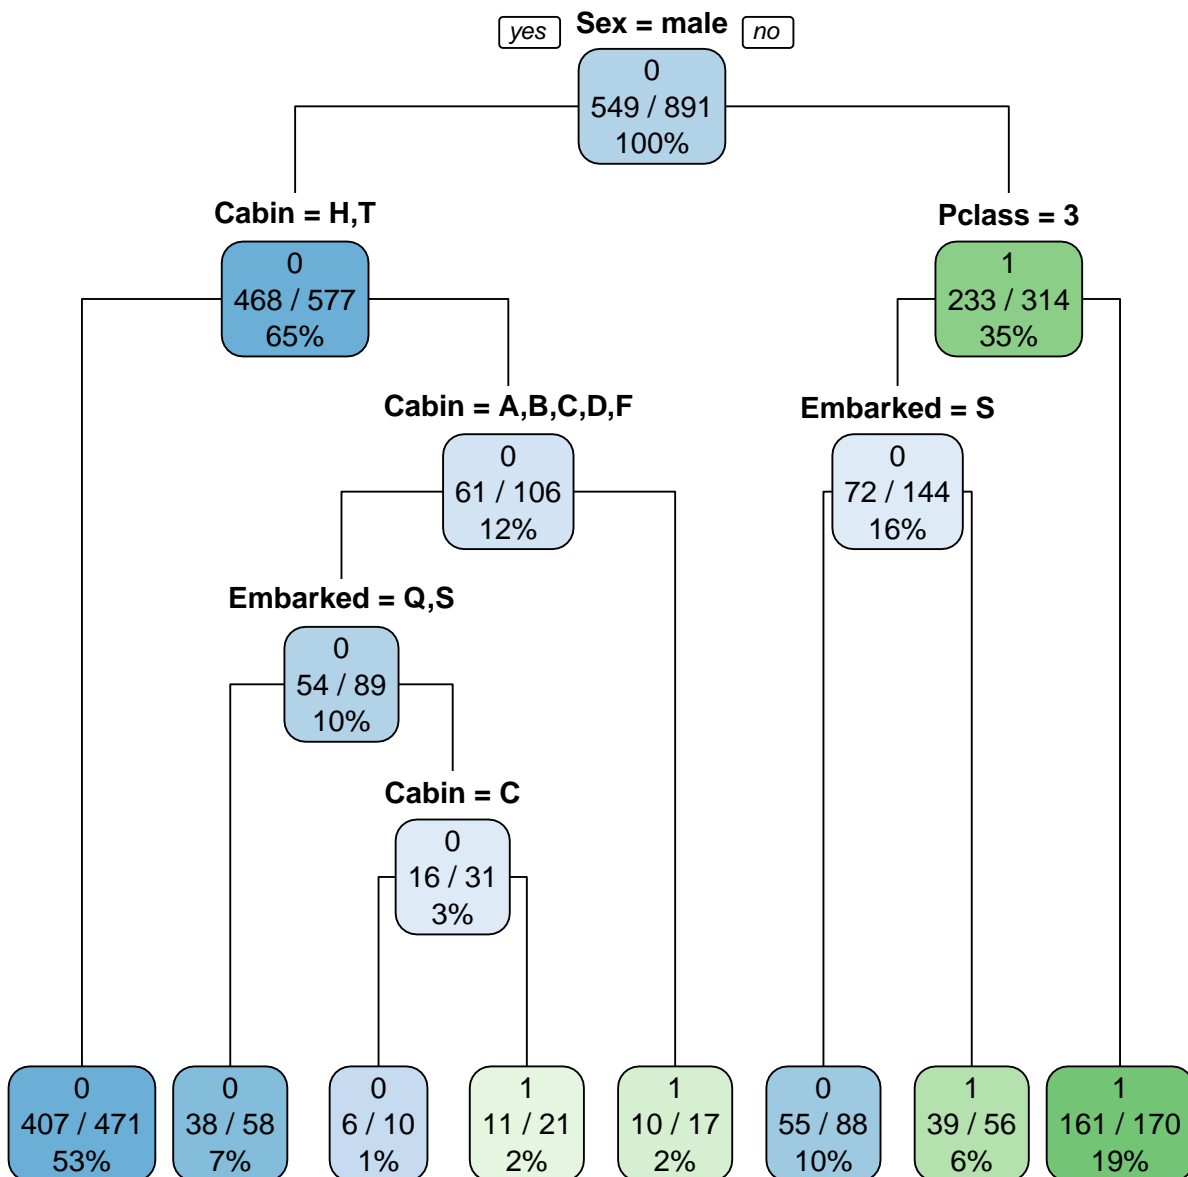 yes Sex = male no
0
549 / 891
100%
Cabin = H,T
0
468 / 577
65%
Pclass = 3
1
233 / 314
35%
Cabin = A,B,C,D,F
0
61 / 106
12%
Embarked = S
0
72 / 144
16%
Embarked = Q,S
0
54 / 89
10%
Cabin = C
0
16 / 31
3%
0
407 / 471
53%
0
38 / 58
7%
0
6 / 10
1%
1
11 / 21
2%
1
10 / 17
2%
0
55 / 88
10%
1
39 / 56
6%
1
161 / 170
19%